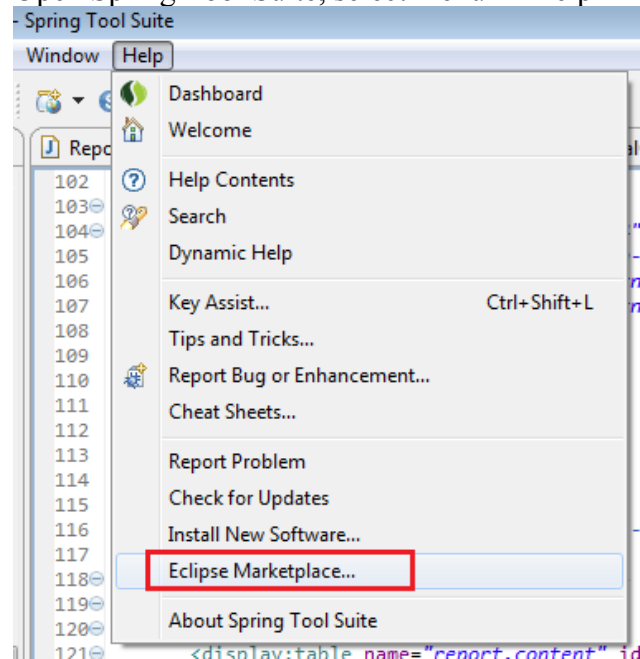 - Spring Tool Suite
Window Help
Dashboard
Welcome
Repo
102
Help Contents
103
Search
104
105
Dynamic Help
106
107
Key Assist... Ctrl+Shift+L
108
Tips and Tricks...
109
110
Report Bug or Enhancement...
111
Cheat Sheets...
112
113
Report Problem
114
115
Check for Updates
116
Install New Software...
117
118
Eclipse Marketplace...
119
120
About Spring Tool Suite
121 <display:table name="report.content" id